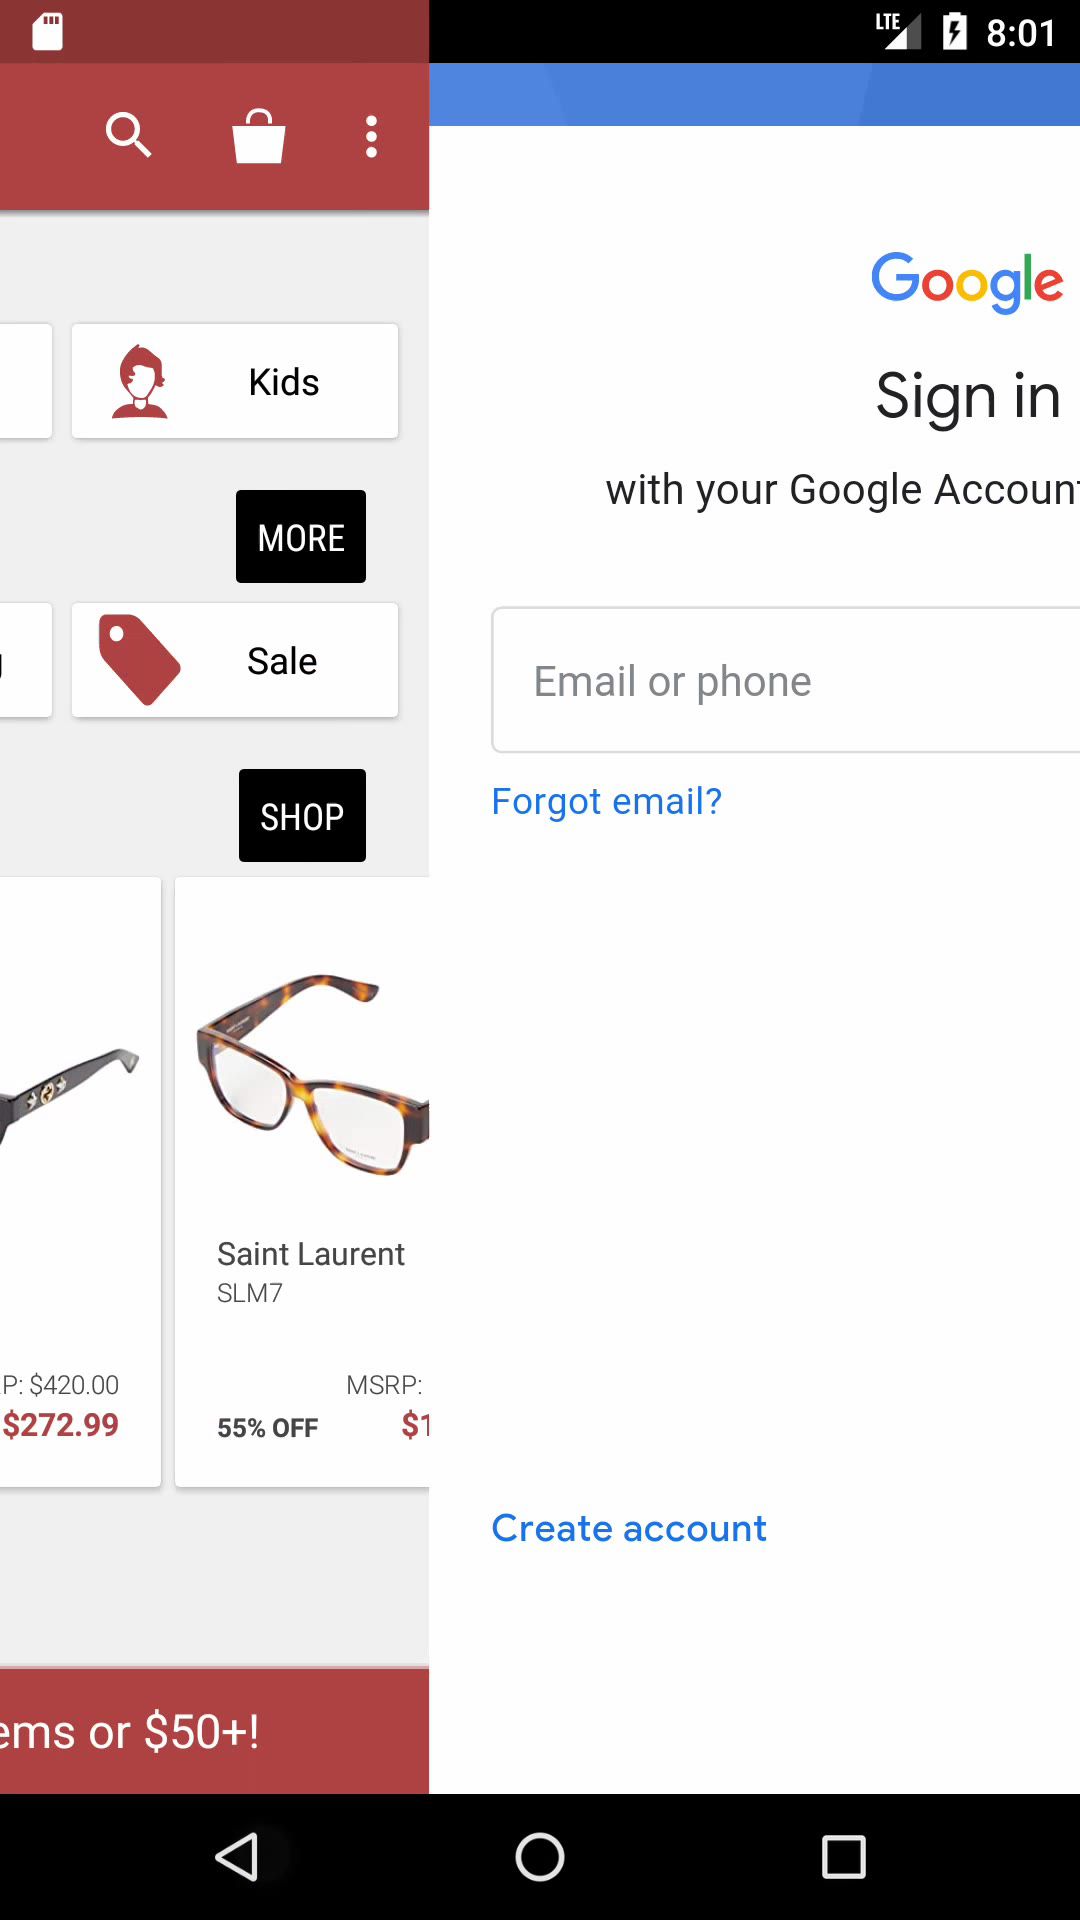 LTE 8:01
Kids
MORE
Sale
SHOP
Saint Laurent
SLM7
P: $420.00
$272.99
MSRP:
55% OFF
$1
ems or $50+!
Google
Sign in
with your Google Account
Email or phone
Forgot email?
Create account